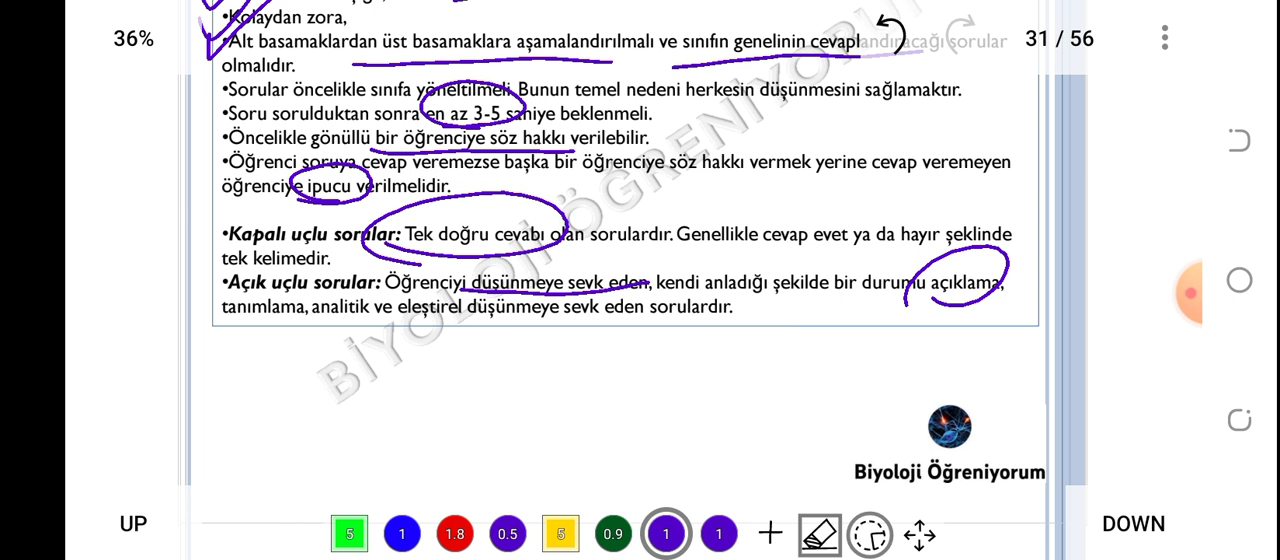 36%
•Kolaydan zora,
•Alt basamaklardan üst basamaklara aşamalandırılmalı ve sınıfın genelinin cevaplandıracağı sorular
31 / 56
olmalıdır.
•Sorular öncelikle sınıfa yöneltilmeli. Bunun temel nedeni herkesin düşünmesini sağlamaktır.
•Soru sorulduktan sonra en az 3-5 saniye beklenmeli.
•Öncelikle gönüllü bir öğrenciye söz hakkı verilebilir.
•Öğrenci soruya cevap veremezse başka bir öğrenciye söz hakkı vermek yerine cevap veremeyen
öğrenciye ipucu verilmelidir.
•Kapalı uçlu sorular: Tek doğru cevabı olan sorulardır. Genellikle cevap evet ya da hayır şeklinde
tek kelimedir.
•Açık uçlu sorular: Öğrenciyi düşünmeye sevk eden, kendi anladığı şekilde bir durumu açıklama,
tanımlama, analitik ve eleştirel düşünmeye sevk eden sorulardır.
BİYOLOJİ ÖĞRENİYORUM
Biyoloji Öğreniyorum
UP
5 1 1.8 0.5 5 0.9 1 1
DOWN